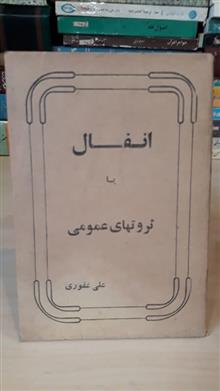 انفال
یا
ثروتهای عمومی
علی غفوری